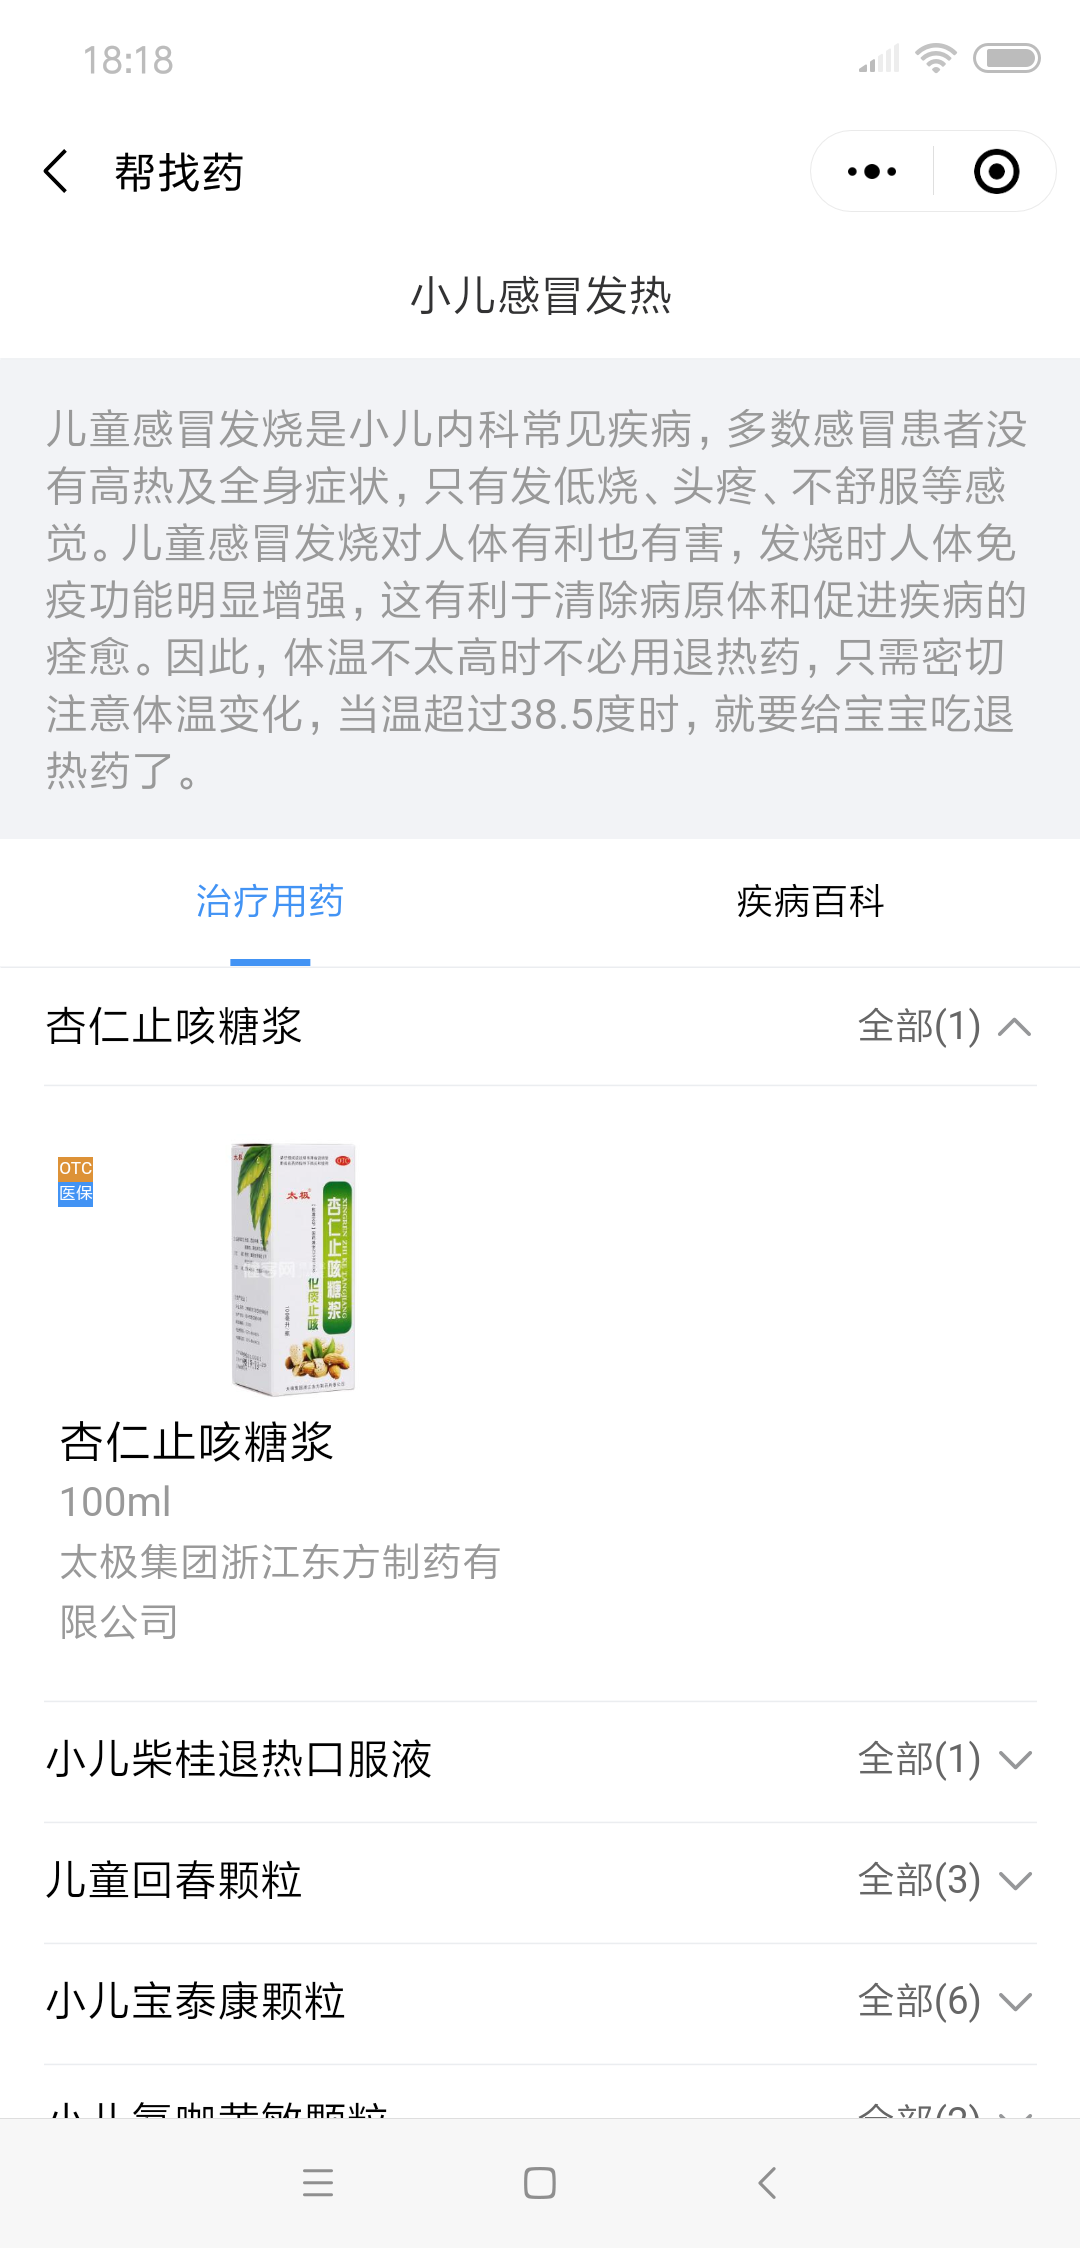 18:18
帮找药
小儿感冒发热
儿童感冒发烧是小儿内科常见疾病，多数感冒患者没
有高热及全身症状，只有发低烧、头疼、不舒服等感
觉。儿童感冒发烧对人体有利也有害，发烧时人体免
疫功能明显增强，这有利于清除病原体和促进疾病的
痊愈。因此，体温不太高时不必用退热药，只需密切
注意体温变化，当温超过38.5度时，就要给宝宝吃退
热药了。
治疗用药
疾病百科
杏仁止咳糖浆
全部(1)
OTC
医保
太极
OTC
太极
杏仁止咳糖浆
XINGREN ZHI KE TANGJIANG
化痰止咳
杏仁止咳糖浆
100ml
太极集团浙江东方制药有
限公司
小儿柴桂退热口服液
全部(1)
儿童回春颗粒
全部(3)
小儿宝泰康颗粒
全部(6)